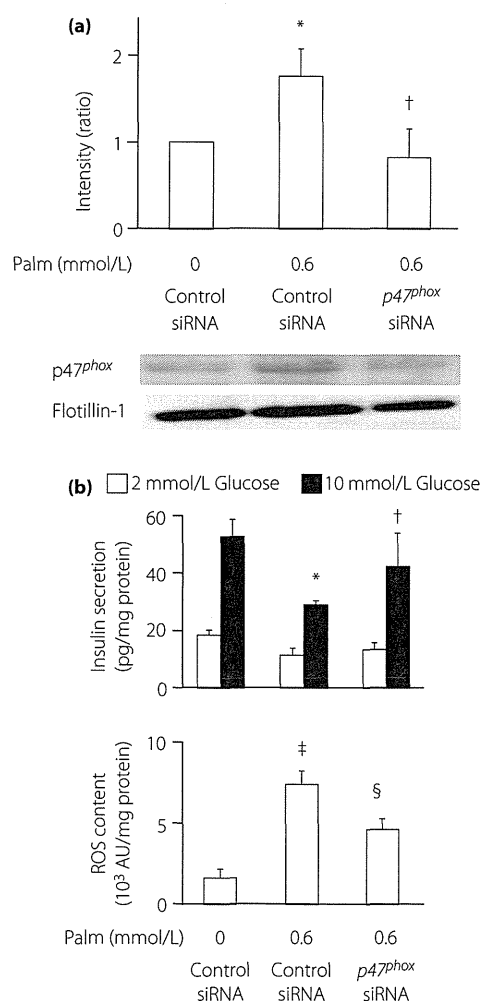 (a)
*
2
†
1
0
Intensity (ratio)
Palm (mmol/L) 0 0.6 0.6
Control Control p47phox
siRNA siRNA siRNA
p47phox
Flotillin-1
(b) 2 mmol/L Glucose 10 mmol/L Glucose
60
†
40
*
20
0
Insulin secretion
(pg/mg protein)
10
‡
§
5
0
ROS content
(10³ AU/mg protein)
Palm (mmol/L) 0 0.6 0.6
Control Control p47phox
siRNA siRNA siRNA